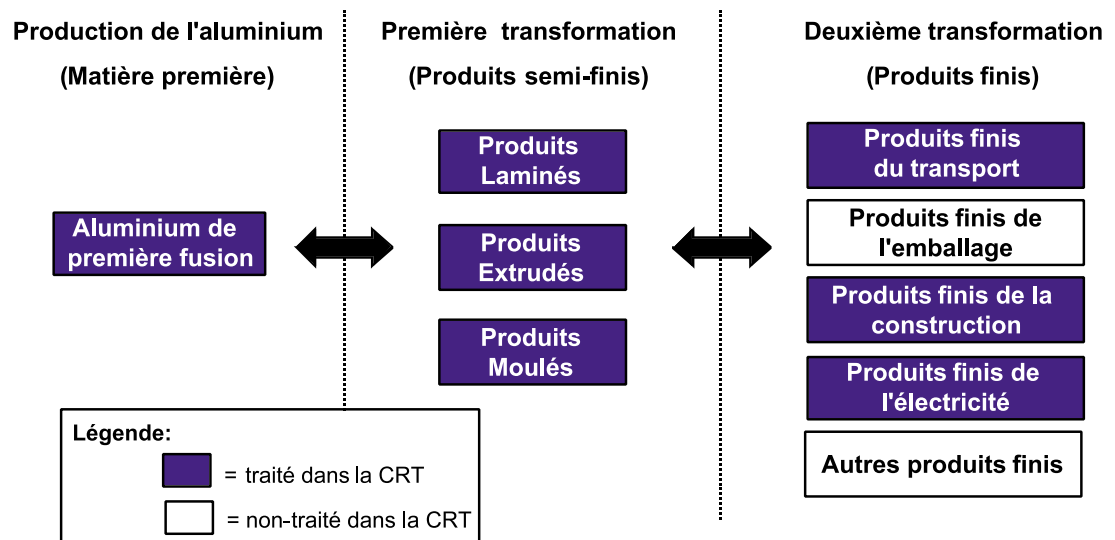 Production de l'aluminium
(Matière première)
Première transformation
(Produits semi-finis)
Deuxième transformation
(Produits finis)
Aluminium de
première fusion
Produits
Laminés
Produits
Extrudés
Produits
Moulés
Produits finis
du transport
Produits finis de
l'emballage
Produits finis de la
construction
Produits finis de
l'électricité
Autres produits finis
Légende:
= traité dans la CRT
= non-traité dans la CRT